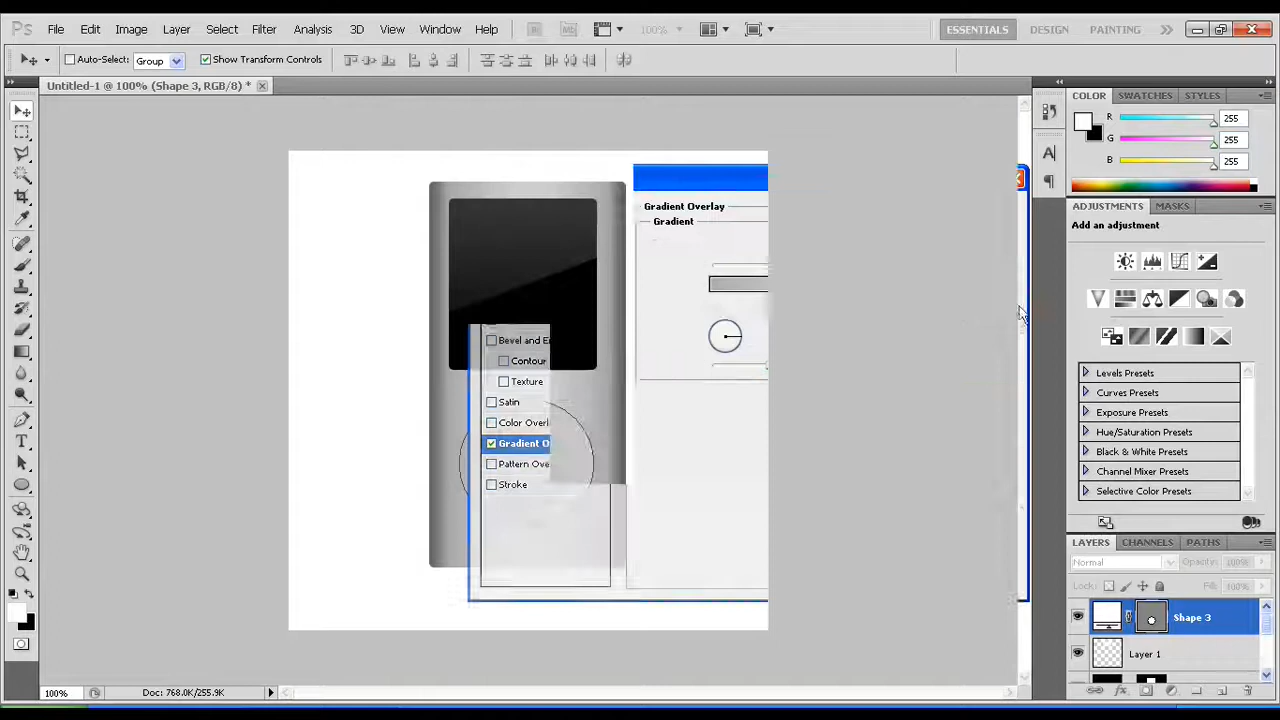 Ps File Edit Image Layer Select Filter Analysis 3D View Window Help Br Mb 100% ESSENTIALS DESIGN PAINTING
Auto-Select: Group Show Transform Controls
Untitled-1 @ 100% (Shape 3, RGB/8) *
COLOR SWATCHES STYLES
R 255
G 140
B 255
ADJUSTMENTS MASKS
Add an adjustment
Gradient Overlay
Gradient
Bevel and E
Contour
Texture
Satin
Color Overl
Gradient O
Pattern Ove
Stroke
Levels Presets
Curves Presets
Exposure Presets
Hue/Saturation Presets
Black & White Presets
Channel Mixer Presets
Selective Color Presets
LAYERS CHANNELS PATHS
Normal Opacity: 100%
Lock: Fill: 100%
Shape 3
Layer 1
100% Doc: 768.0K/255.9K